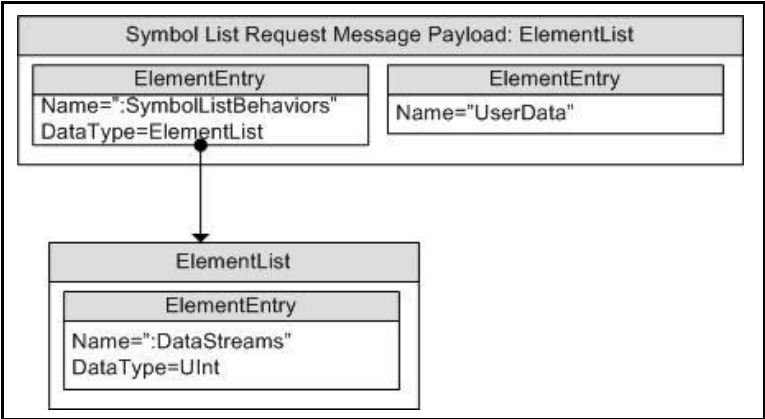 Symbol List Request Message Payload: ElementList
ElementEntry
Name=":SymbolListBehaviors"
DataType=ElementList
ElementEntry
Name="UserData"
ElementList
ElementEntry
Name=":DataStreams"
DataType=UInt